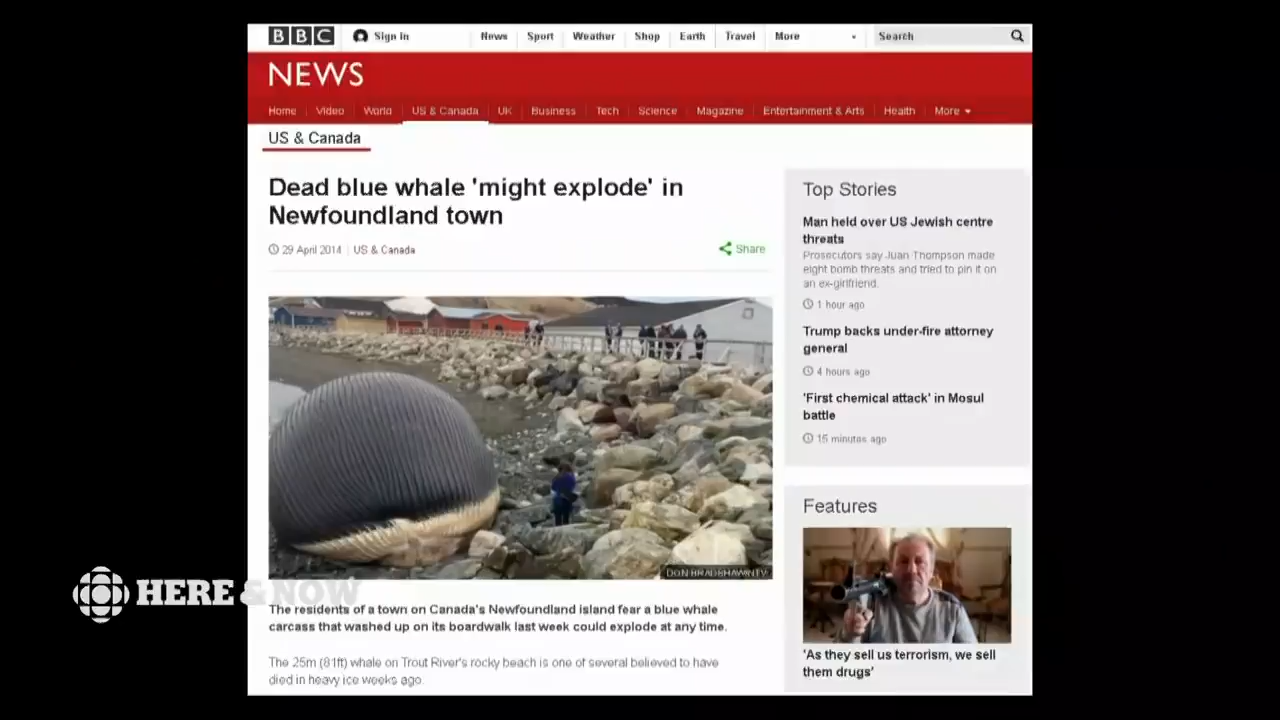 BBC
Sign in
News
Sport
Weather
Shop
Earth
Travel
More
Search
NEWS
Home
Video
World
US & Canada
UK
Business
Tech
Science
Magazine
Entertainment & Arts
Health
More
US & Canada
Dead blue whale 'might explode' in
Newfoundland town
29 April 2014
US & Canada
Share
DON BRADSHAW/NTV
HERE & NOW
The residents of a town on Canada's Newfoundland island fear a blue whale
carcass that washed up on its boardwalk last week could explode at any time.
The 25m (81ft) whale on Trout River's rocky beach is one of several believed to have
died in heavy ice weeks ago.
Top Stories
Man held over US Jewish centre
threats
Prosecutors say Juan Thompson made
eight bomb threats and tried to pin it on
an ex-girlfriend.
1 hour ago
Trump backs under-fire attorney
general
4 hours ago
'First chemical attack' in Mosul
battle
15 minutes ago
Features
'As they sell us terrorism, we sell
them drugs'